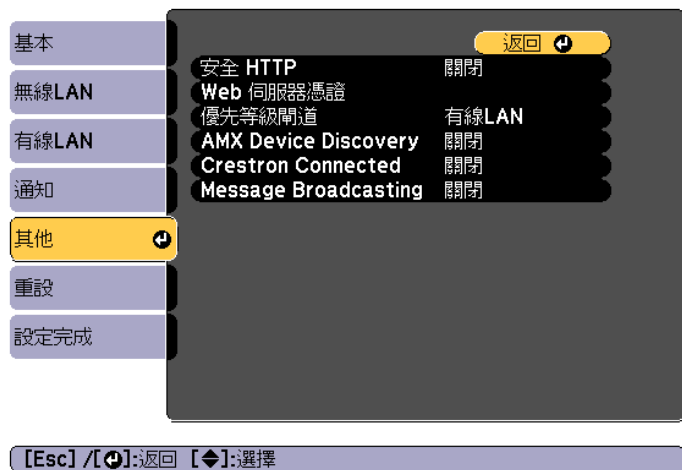 基本
無線LAN
有線LAN
通知
其他
重設
設定完成
返回
安全 HTTP 關閉
Web 伺服器憑證
優先等級閘道 有線LAN
AMX Device Discovery 關閉
Crestron Connected 關閉
Message Broadcasting 關閉
[Esc] /[⏎]:返回 [◆]:選擇